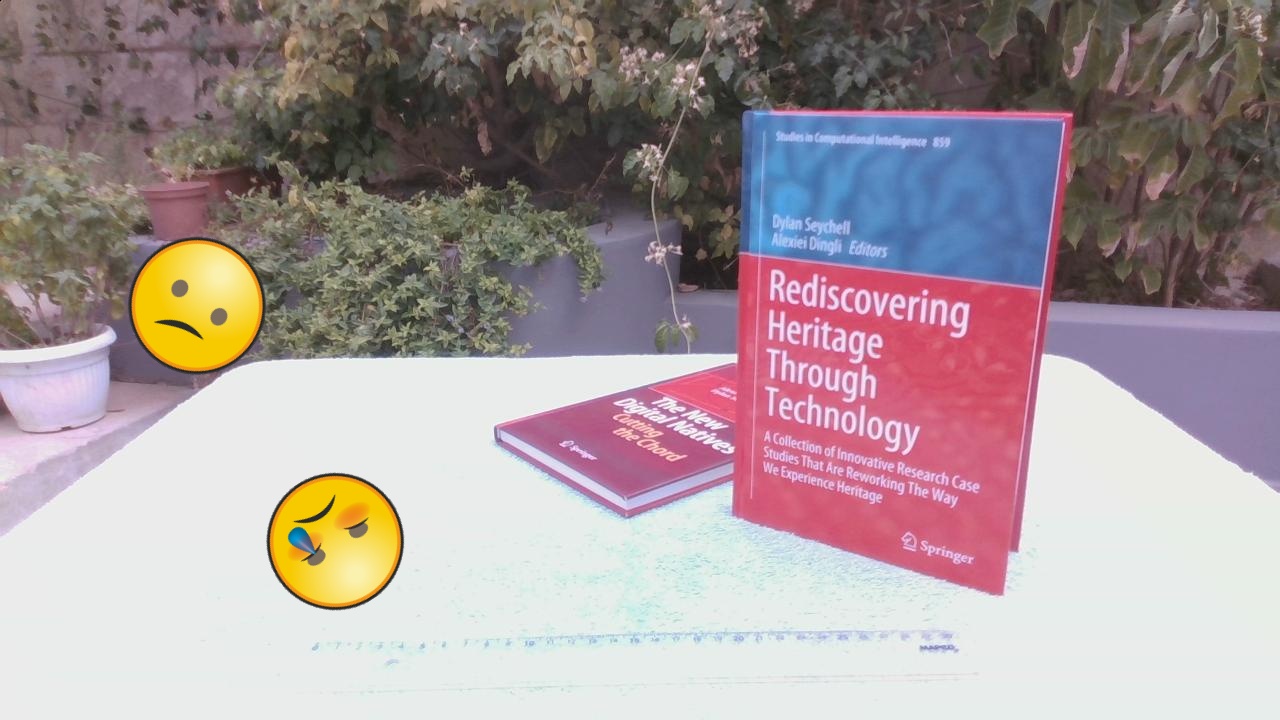 Studies in Computational Intelligence 859
Dylan Seychell
Alexiei Dingli Editors
Rediscovering
Heritage
Through
Technology
A Collection of Innovative Research Case
Studies That Are Reworking The Way
We Experience Heritage
Springer
The New
Digital Natives
Cutting
the Chord
Springer